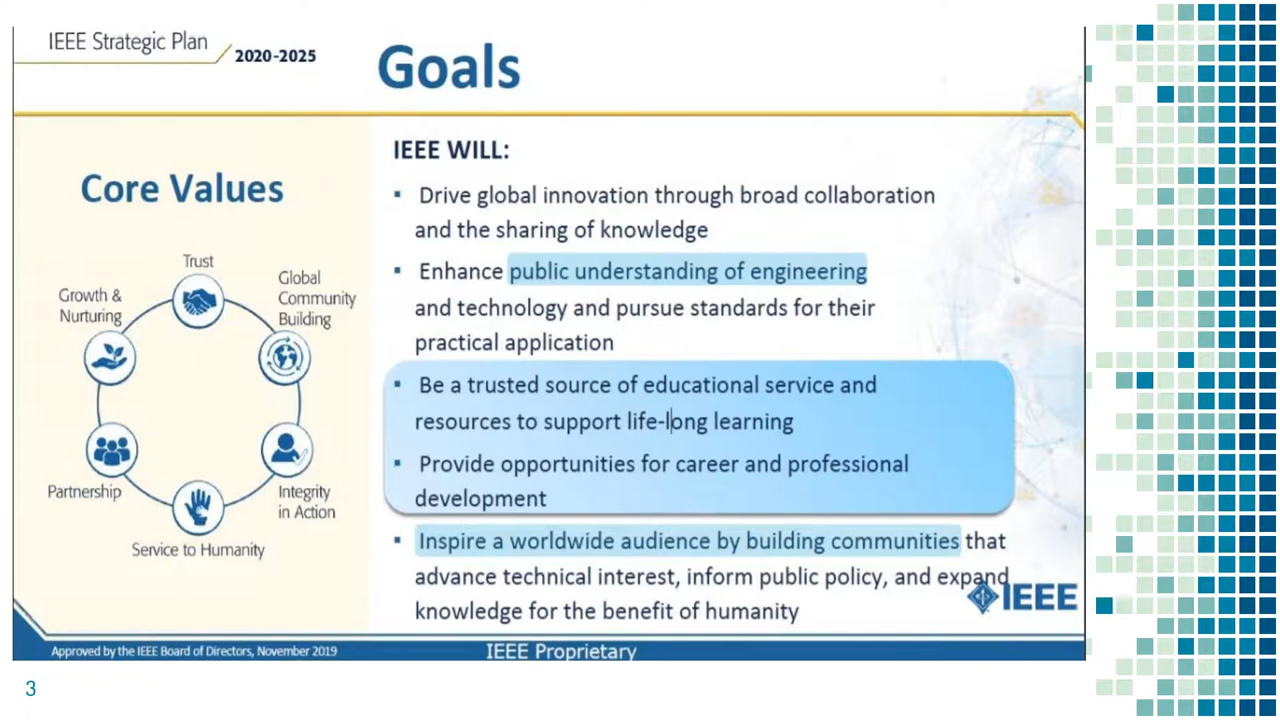 IEEE Strategic Plan
2020-2025
Goals
Core Values
Trust
Global
Community
Building
Growth &
Nurturing
Partnership
Integrity
in Action
Service to Humanity
IEEE WILL:
▪ Drive global innovation through broad collaboration
and the sharing of knowledge
▪ Enhance public understanding of engineering
and technology and pursue standards for their
practical application
▪ Be a trusted source of educational service and
resources to support life-long learning
▪ Provide opportunities for career and professional
development
▪ Inspire a worldwide audience by building communities that
advance technical interest, inform public policy, and expand
knowledge for the benefit of humanity
IEEE
Approved by the IEEE Board of Directors, November 2019
IEEE Proprietary
3